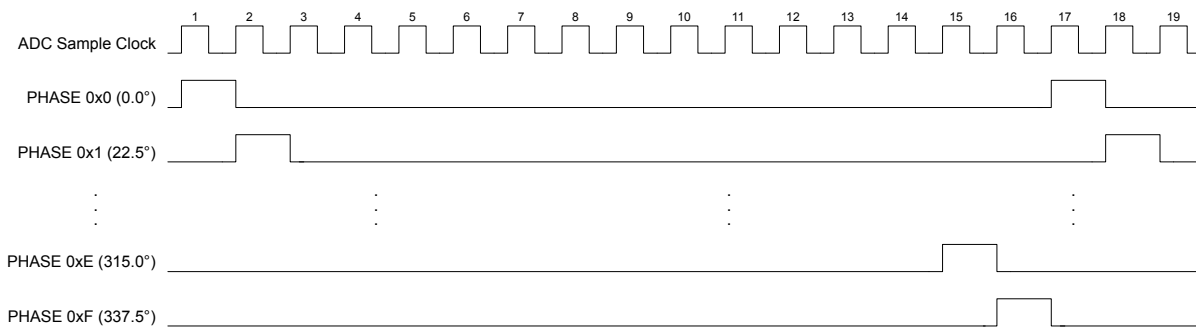 1 2 3 4 5 6 7 8 9 10 11 12 13 14 15 16 17 18 19
ADC Sample Clock
PHASE 0x0 (0.0°)
PHASE 0x1 (22.5°)
PHASE 0xE (315.0°)
PHASE 0xF (337.5°)